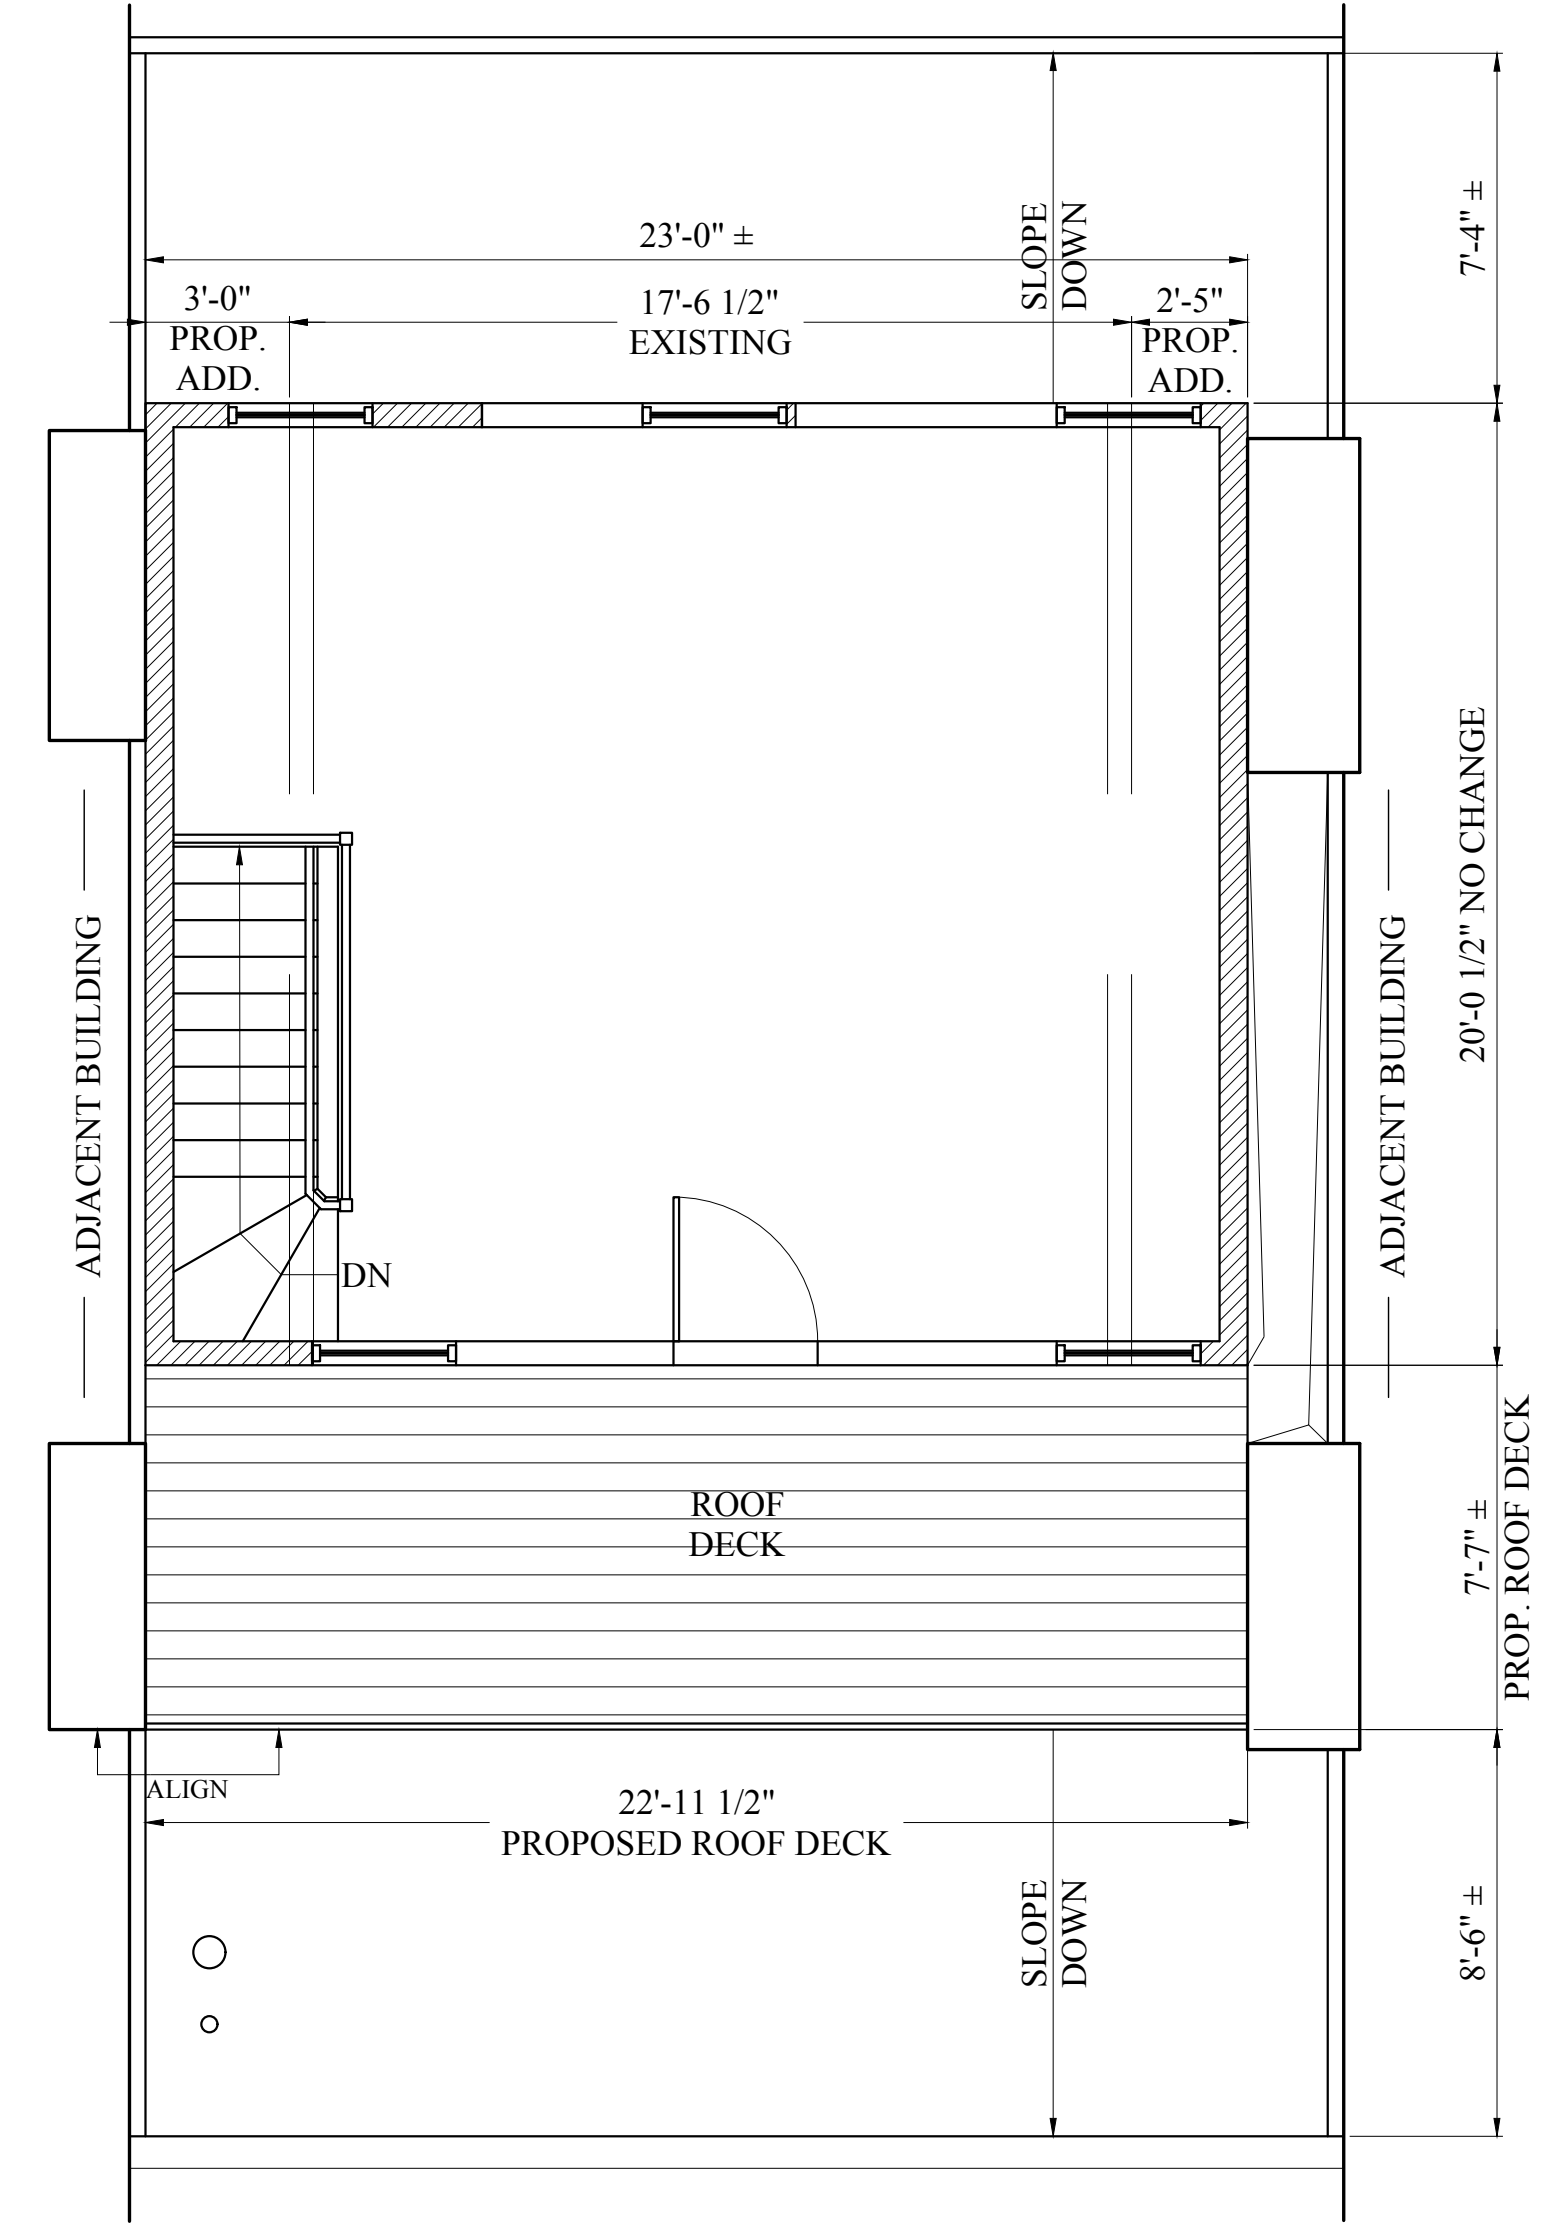 23'-0" ±
3'-0"
PROP.
ADD.
17'-6 1/2"
EXISTING
2'-5"
PROP.
ADD.
SLOPE
DOWN
7'-4" ±
20'-0 1/2" NO CHANGE
ADJACENT BUILDING
ADJACENT BUILDING
DN
ROOF
DECK
7'-7" ±
PROP. ROOF DECK
ALIGN
22'-11 1/2"
PROPOSED ROOF DECK
SLOPE
DOWN
8'-6" ±